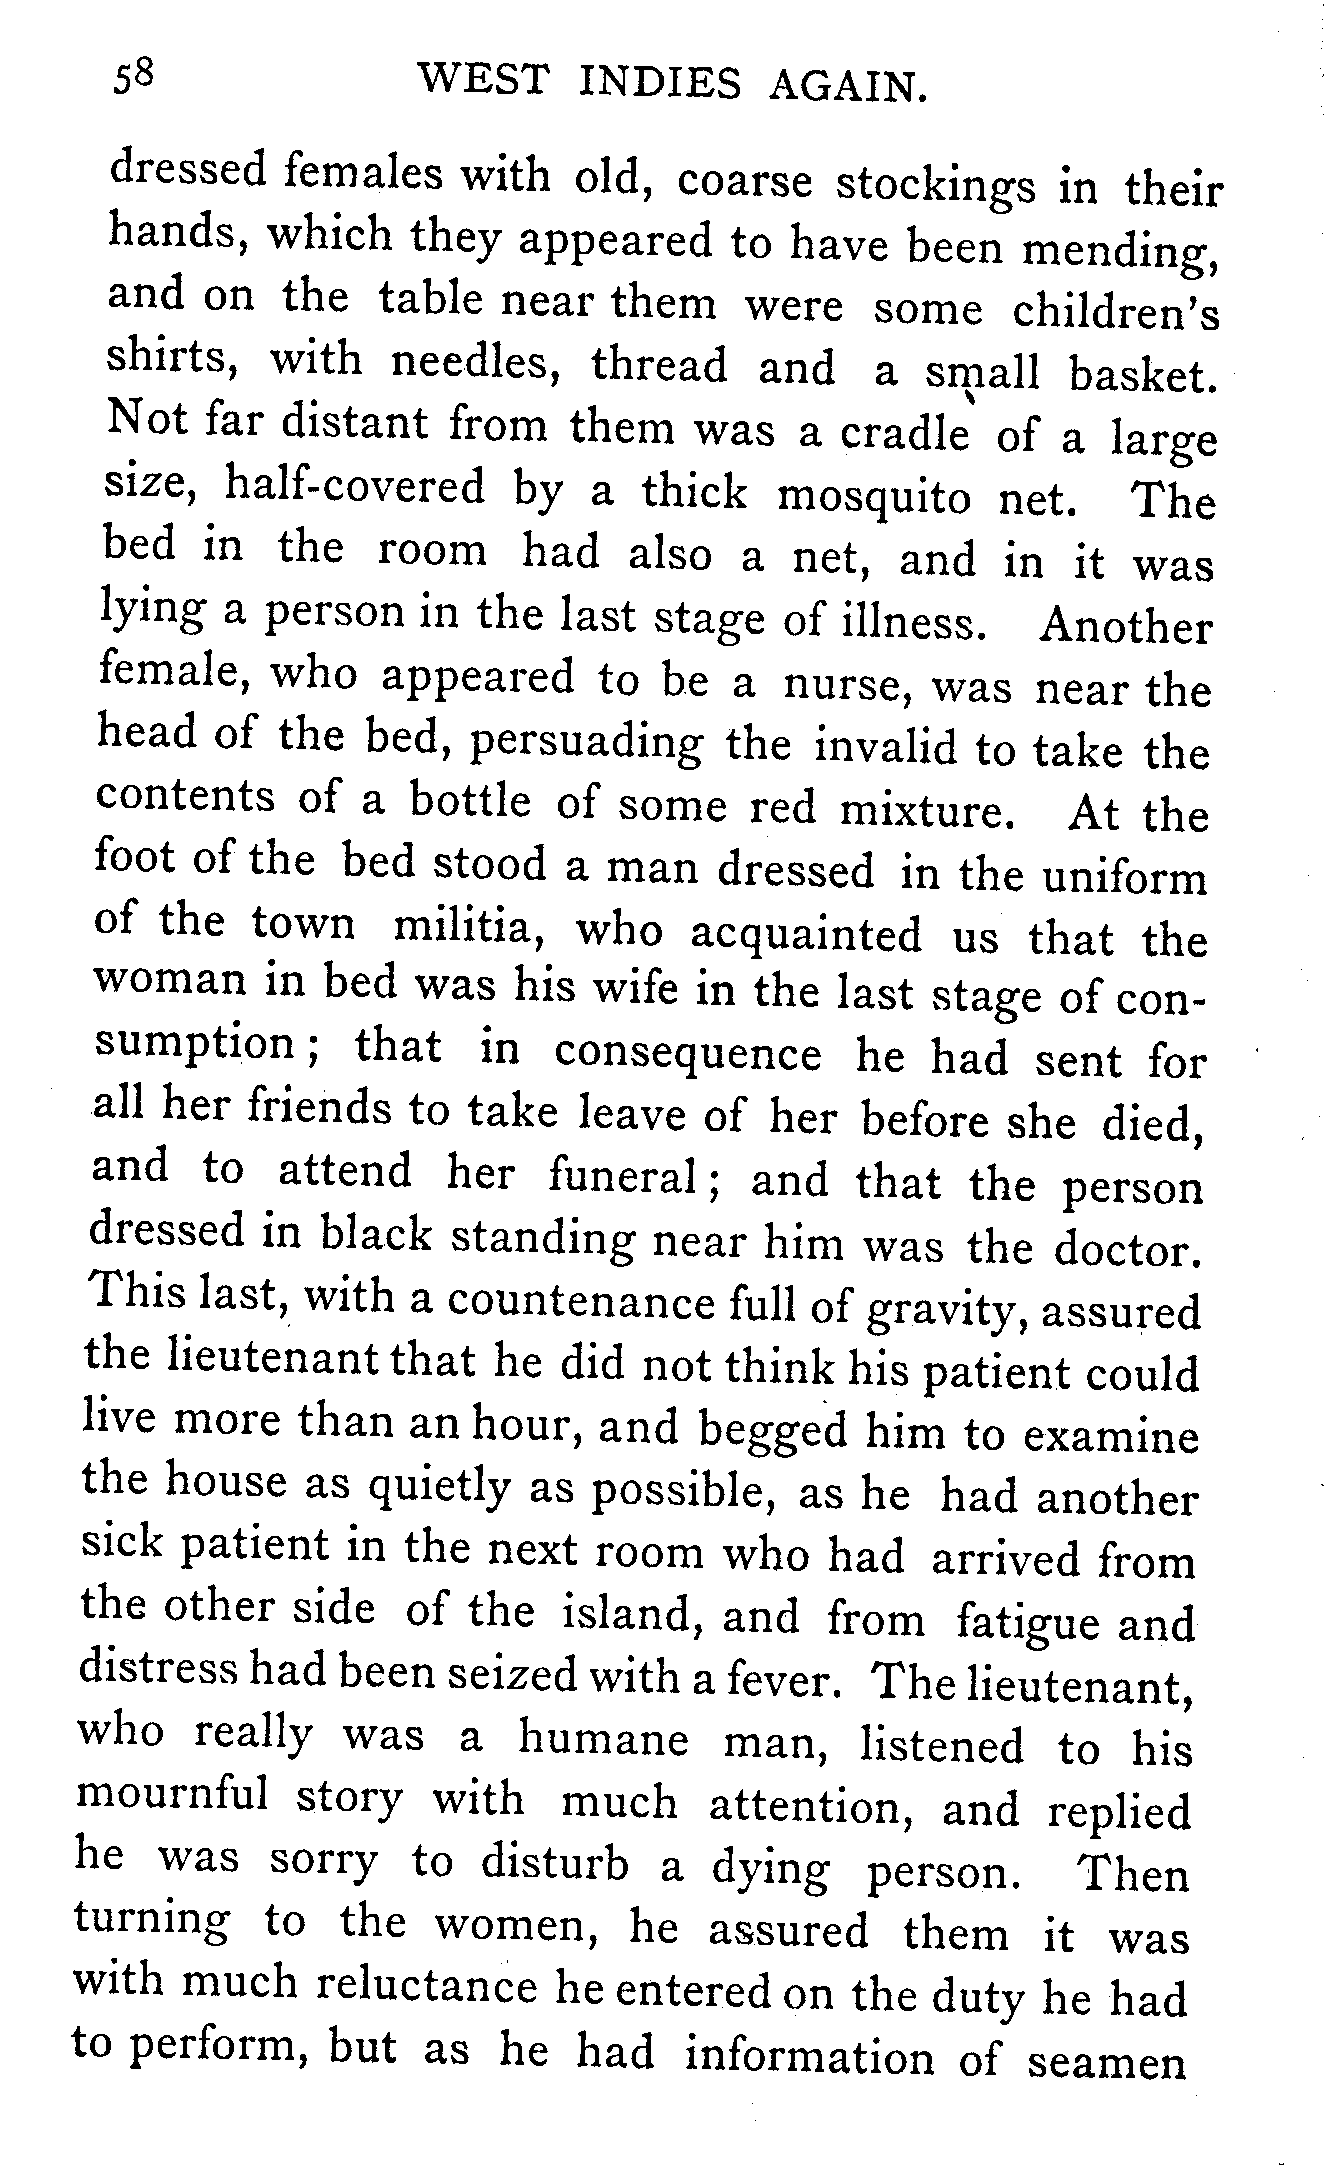 58 WEST INDIES AGAIN.
dressed females with old, coarse stockings in their
hands, which they appeared to have been mending,
and on the table near them were some children's
shirts, with needles, thread and a small basket.
Not far distant from them was a cradle of a large
size, half-covered by a thick mosquito net. The
bed in the room had also a net, and in it was
lying a person in the last stage of illness. Another
female, who appeared to be a nurse, was near the
head of the bed, persuading the invalid to take the
contents of a bottle of some red mixture. At the
foot of the bed stood a man dressed in the uniform
of the town militia, who acquainted us that the
woman in bed was his wife in the last stage of con-
sumption; that in consequence he had sent for
all her friends to take leave of her before she died,
and to attend her funeral; and that the person
dressed in black standing near him was the doctor.
This last, with a countenance full of gravity, assured
the lieutenant that he did not think his patient could
live more than an hour, and begged him to examine
the house as quietly as possible, as he had another
sick patient in the next room who had arrived from
the other side of the island, and from fatigue and
distress had been seized with a fever. The lieutenant,
who really was a humane man, listened to his
mournful story with much attention, and replied
he was sorry to disturb a dying person. Then
turning to the women, he assured them it was
with much reluctance he entered on the duty he had
to perform, but as he had information of seamen